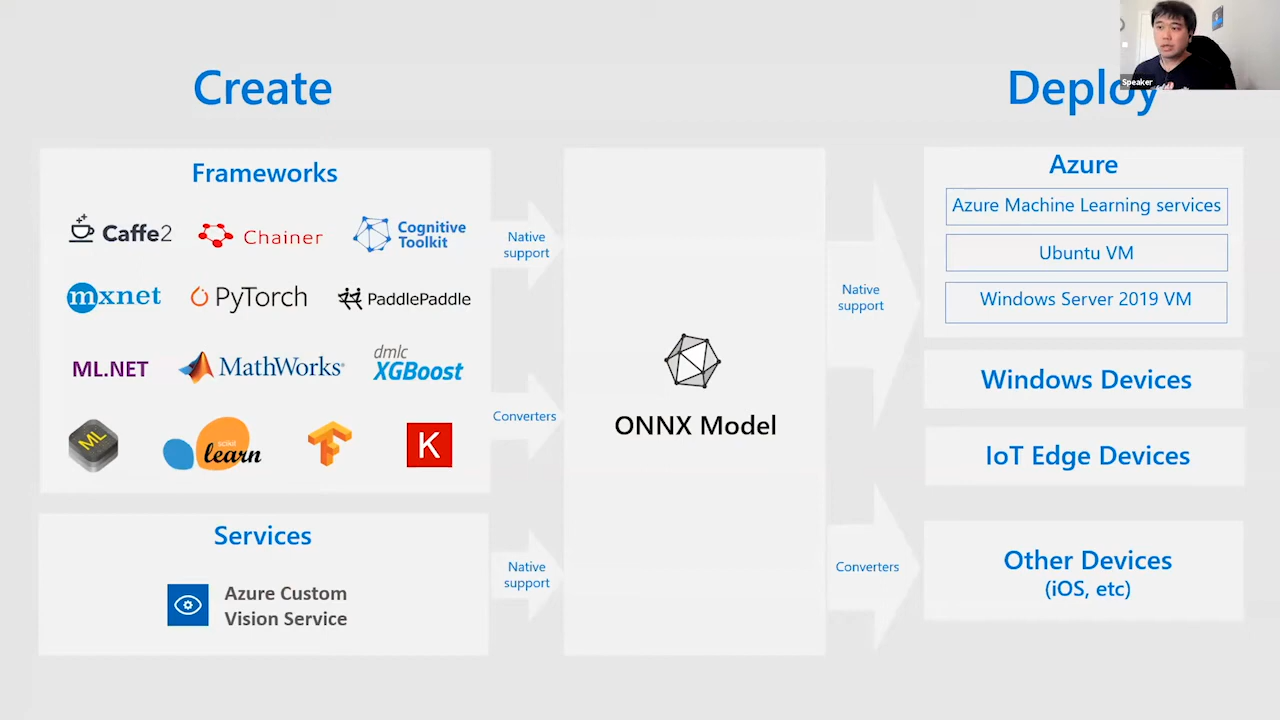 Create
Deploy
Speaker
Frameworks
Caffe2
Chainer
Cognitive
Toolkit
mxnet
PyTorch
PaddlePaddle
ML.NET
MathWorks®
dmlc
XGBoost
ML
scikit
learn
K
Native
support
Converters
Services
Azure Custom
Vision Service
Native
support
ONNX Model
Native
support
Converters
Azure
Azure Machine Learning services
Ubuntu VM
Windows Server 2019 VM
Windows Devices
IoT Edge Devices
Other Devices
(iOS, etc)